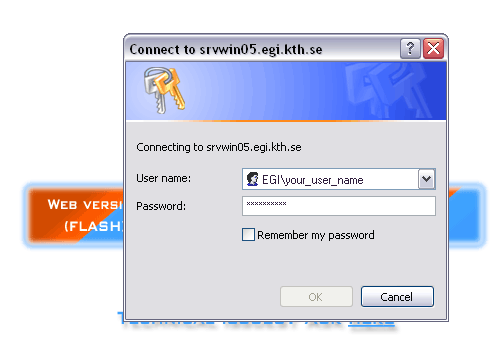 Connect to srvwin05.egi.kth.se
Connecting to srvwin05.egi.kth.se
User name:
EGI\your_user_name
Password:
**********
Remember my password
OK
Cancel
WEB VERSI
(FLASH)